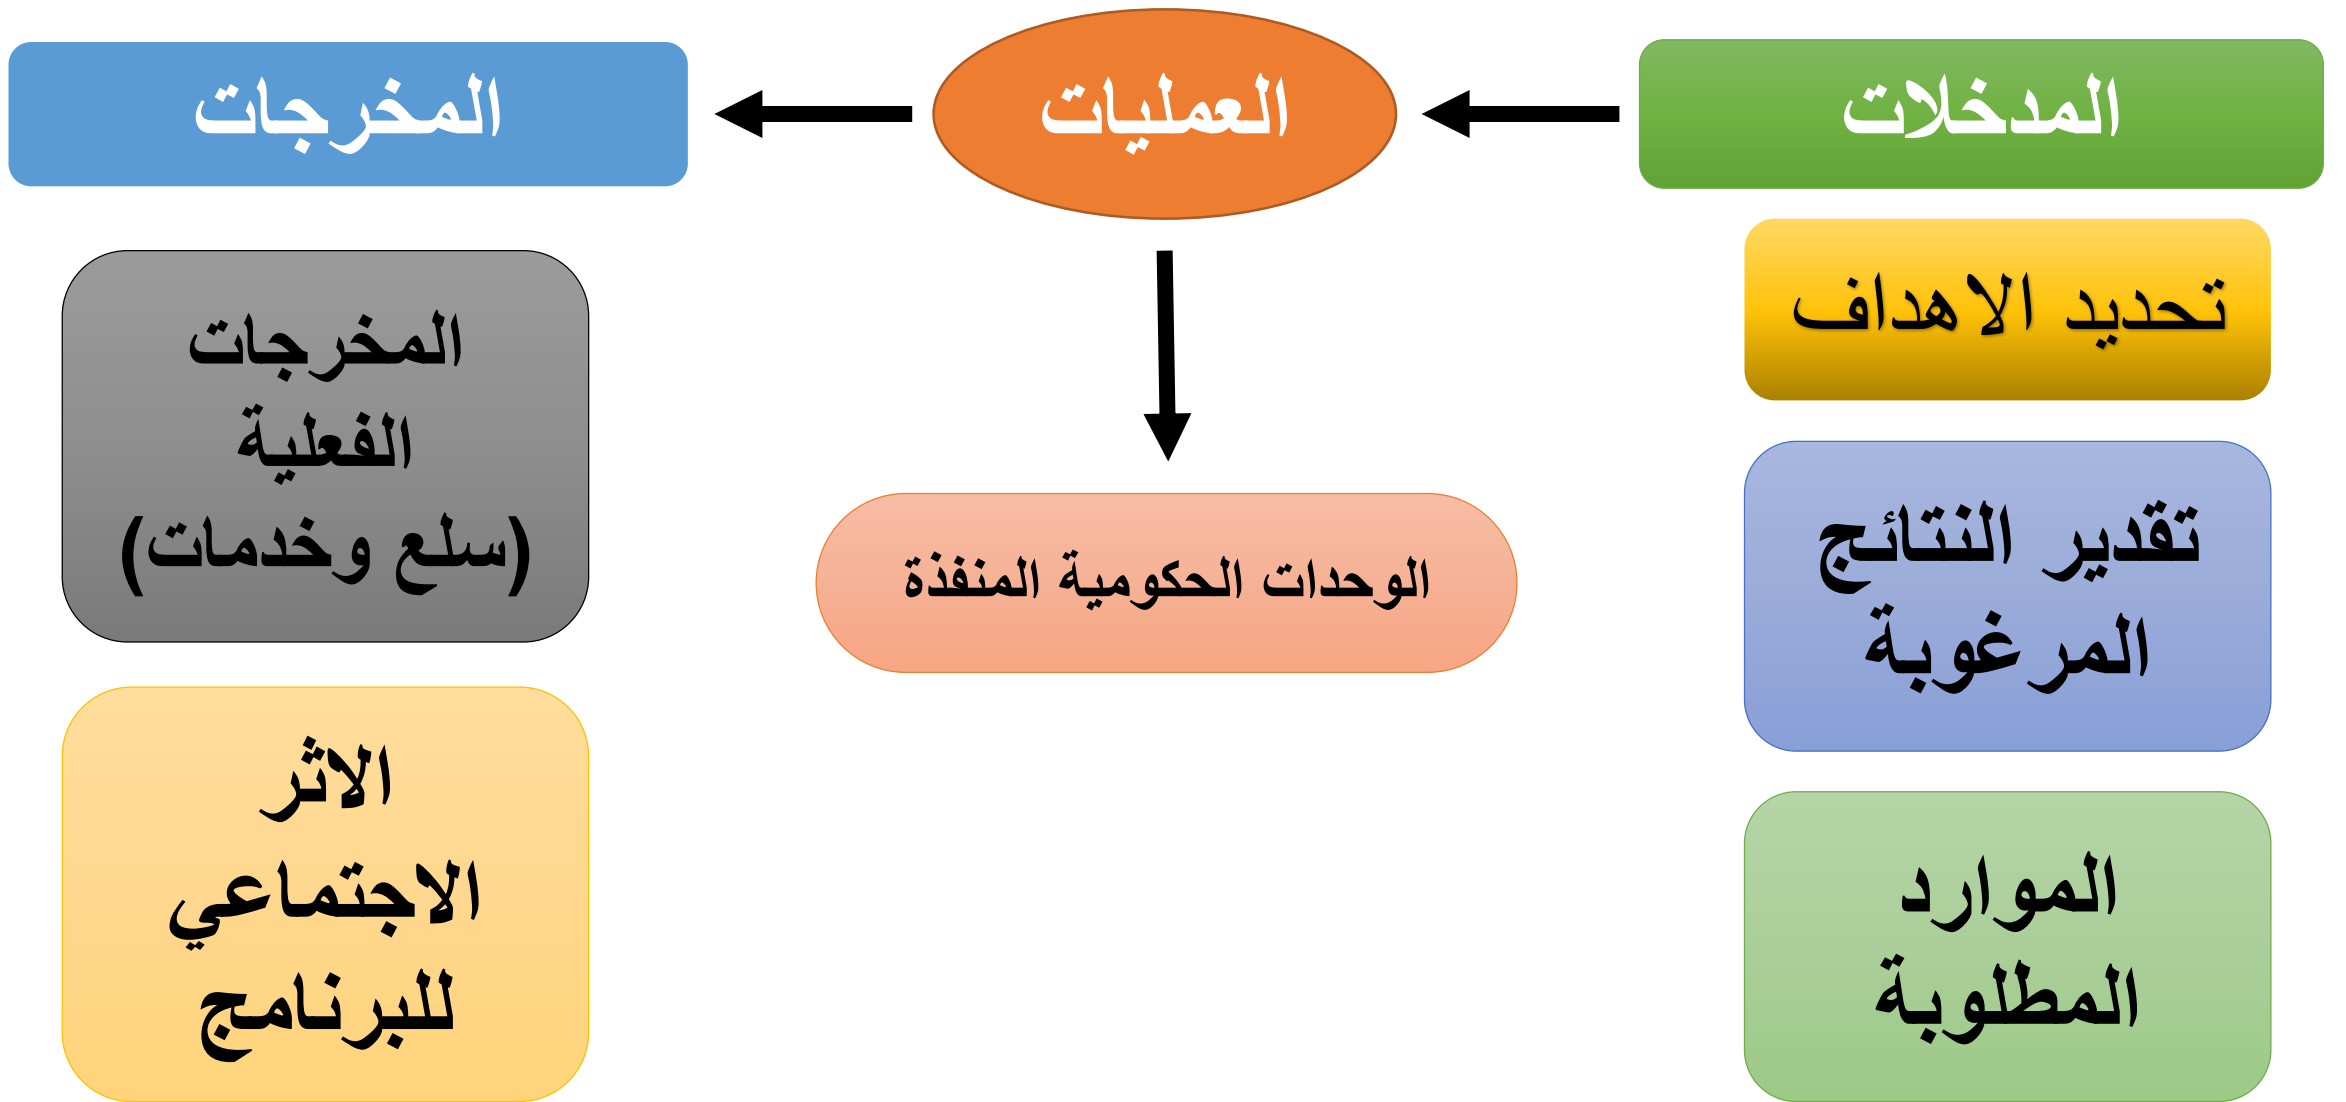 المدخلات
العمليات
المخرجات
تحديد الاهداف
تقدير النتائج
المرغوبة
الموارد
المطلوبة
الوحدات الحكومية المنفذة
المخرجات
الفعلية
(سلع وخدمات)
الاثر
الاجتماعي
للبرنامج